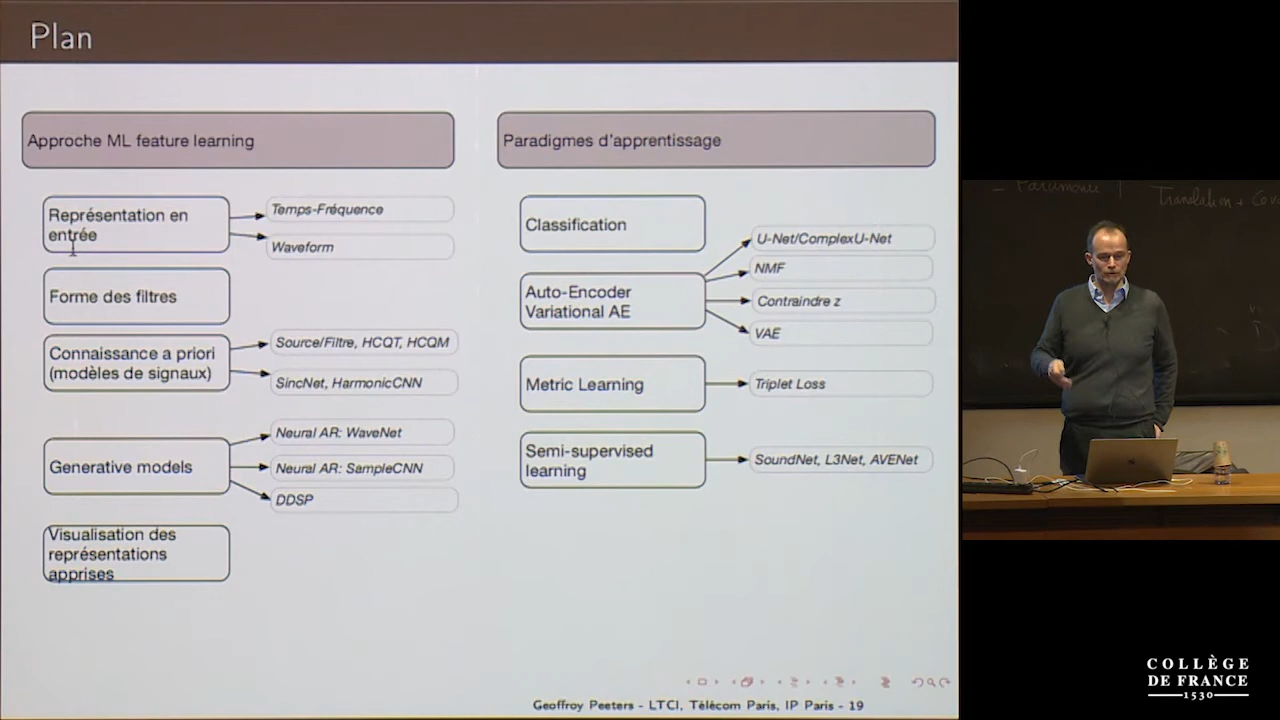 Plan
Approche ML feature learning
Représentation en
entrée
Temps-Fréquence
Waveform
Forme des filtres
Connaissance a priori
(modèles de signaux)
Source/Filtre, HCQT, HCQM
SincNet, HarmonicCNN
Generative models
Neural AR: WaveNet
Neural AR: SampleCNN
DDSP
Visualisation des
représentations
apprises
Paradigmes d'apprentissage
Classification
Auto-Encoder
Variational AE
U-Net/ComplexU-Net
NMF
Contraindre z
VAE
Metric Learning
Triplet Loss
Semi-supervised
learning
SoundNet, L3Net, AVENet
Geoffroy Peeters - LTCI, Télécom Paris, IP Paris - 19
Translation
COLLÈGE
DE FRANCE
1530